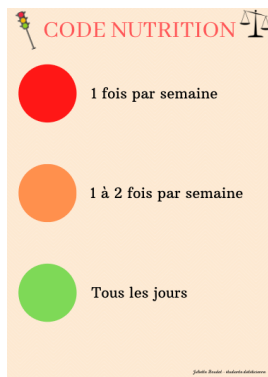 CODE NUTRITION
1 fois par semaine
1 à 2 fois par semaine
Tous les jours